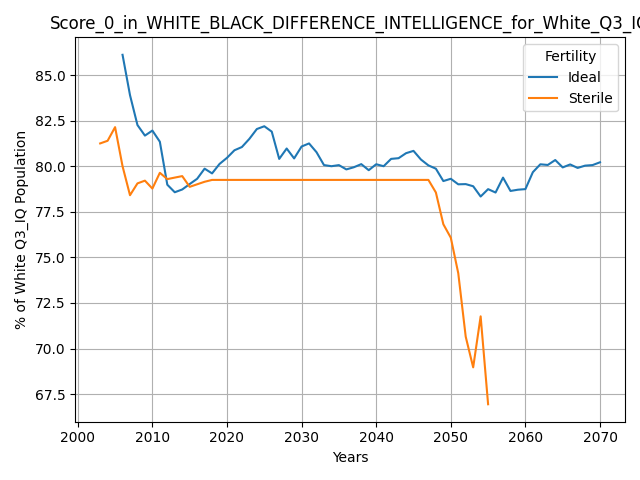 Score_0_in_WHITE_BLACK_DIFFERENCE_INTELLIGENCE_for_White_Q3_IQ
Fertility
Ideal
Sterile
% of White Q3_IQ Population
85.0
82.5
80.0
77.5
75.0
72.5
70.0
67.5
2000 2010 2020 2030 2040 2050 2060 2070
Years